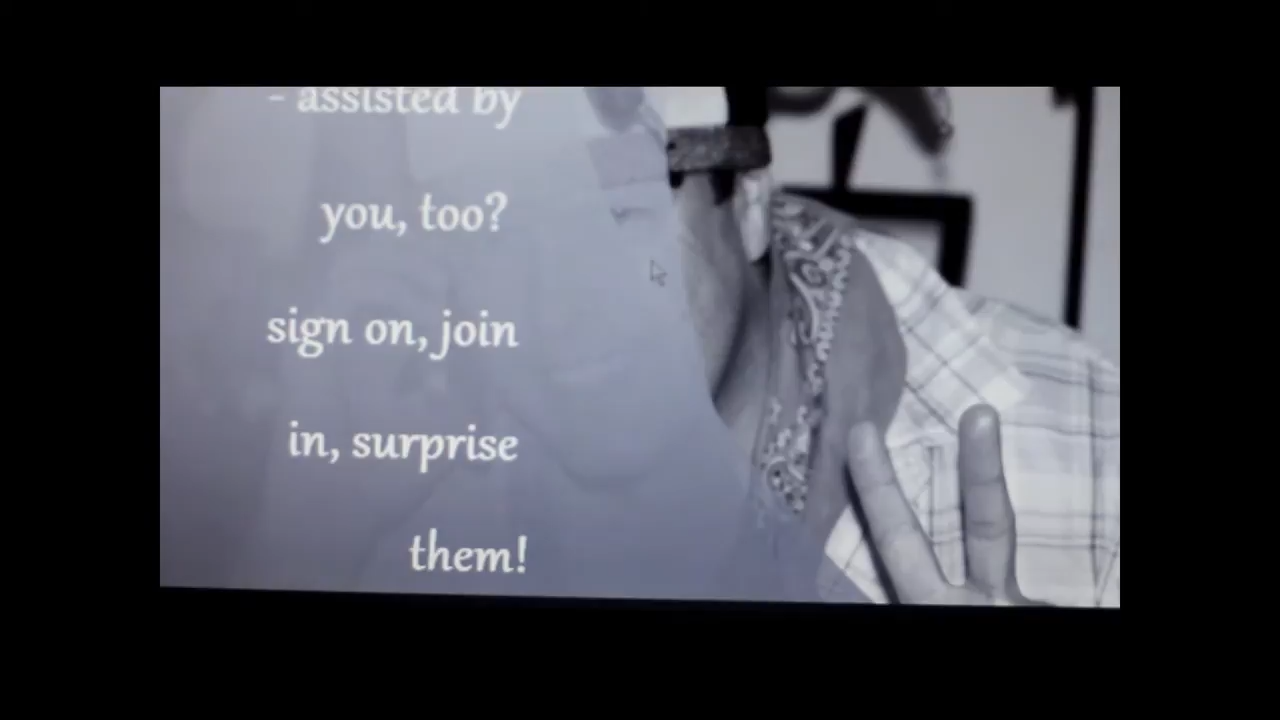 - assisted by
you, too?
sign on, join
in, surprise
them!